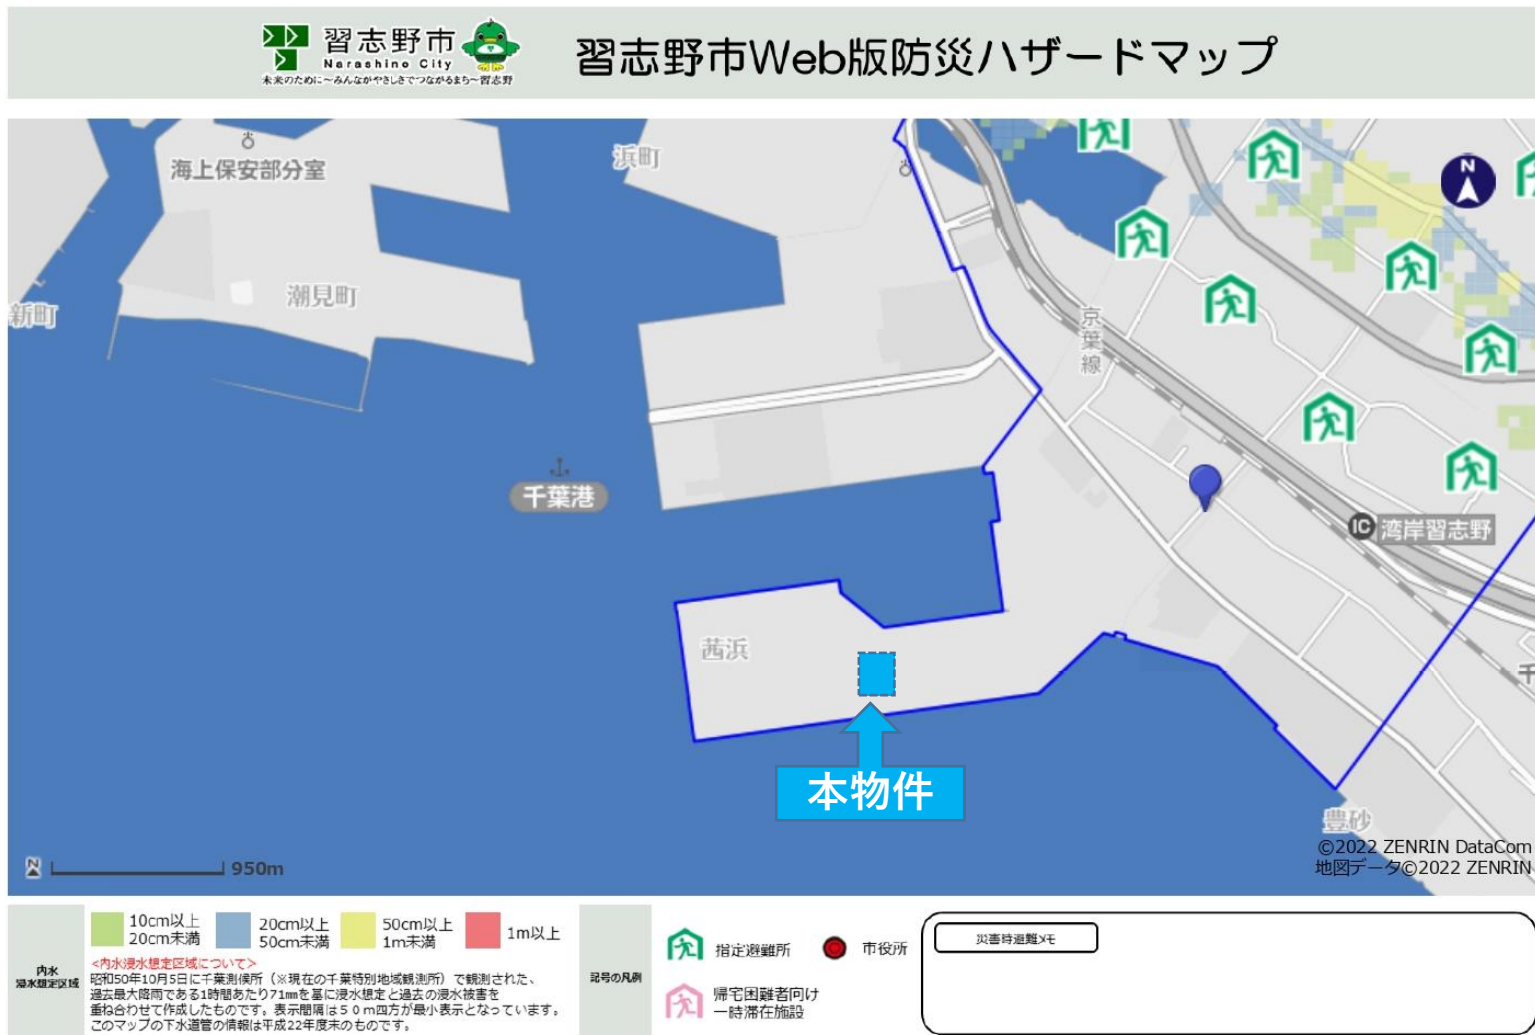 習志野市
Narashino City
未来のために~みんながやさしさでつながるまち~習志野
習志野市Web版防災ハザードマップ
海上保安部分室
浜町
N
潮見町
新町
京葉線
千葉港
IC 湾岸習志野
茜浜
千
本物件
豊砂
©2022 ZENRIN DataCom
地図データ©2022 ZENRIN
N
950m
内水
浸水想定区域
10cm以上
20cm未満
20cm以上
50cm未満
50cm以上
1m未満
1m以上
<内水浸水想定区域について>
昭和50年10月5日に千葉測候所（※現在の千葉特別地域観測所）で観測された、
過去最大降雨である1時間あたり71㎜を基に浸水想定と過去の浸水被害を
重ね合わせて作成したものです。表示間隔は５０ｍ四方が最小表示となっています。
このマップの下水道管の情報は平成22年度末のものです。
記号の凡例
指定避難所
市役所
帰宅困難者向け
一時滞在施設
災害時避難メモ